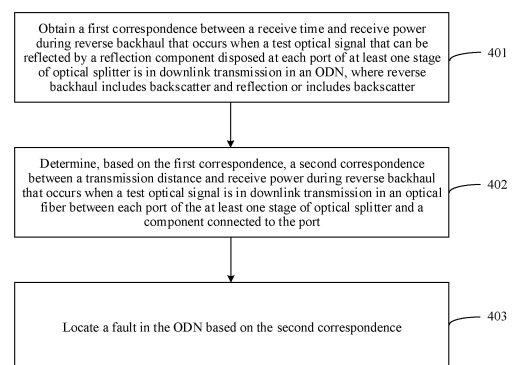 Obtain a first correspondence between a receive time and receive power
during reverse backhaul that occurs when a test optical signal that can be
reflected by a reflection component disposed at each port of at least one stage
of optical splitter is in downlink transmission in an ODN, where reverse
backhaul includes backscatter and reflection or includes backscatter
401
Determine, based on the first correspondence, a second correspondence
between a transmission distance and receive power during reverse backhaul
that occurs when a test optical signal is in downlink transmission in an optical
fiber between each port of the at least one stage of optical splitter and a
component connected to the port
402
Locate a fault in the ODN based on the second correspondence
403